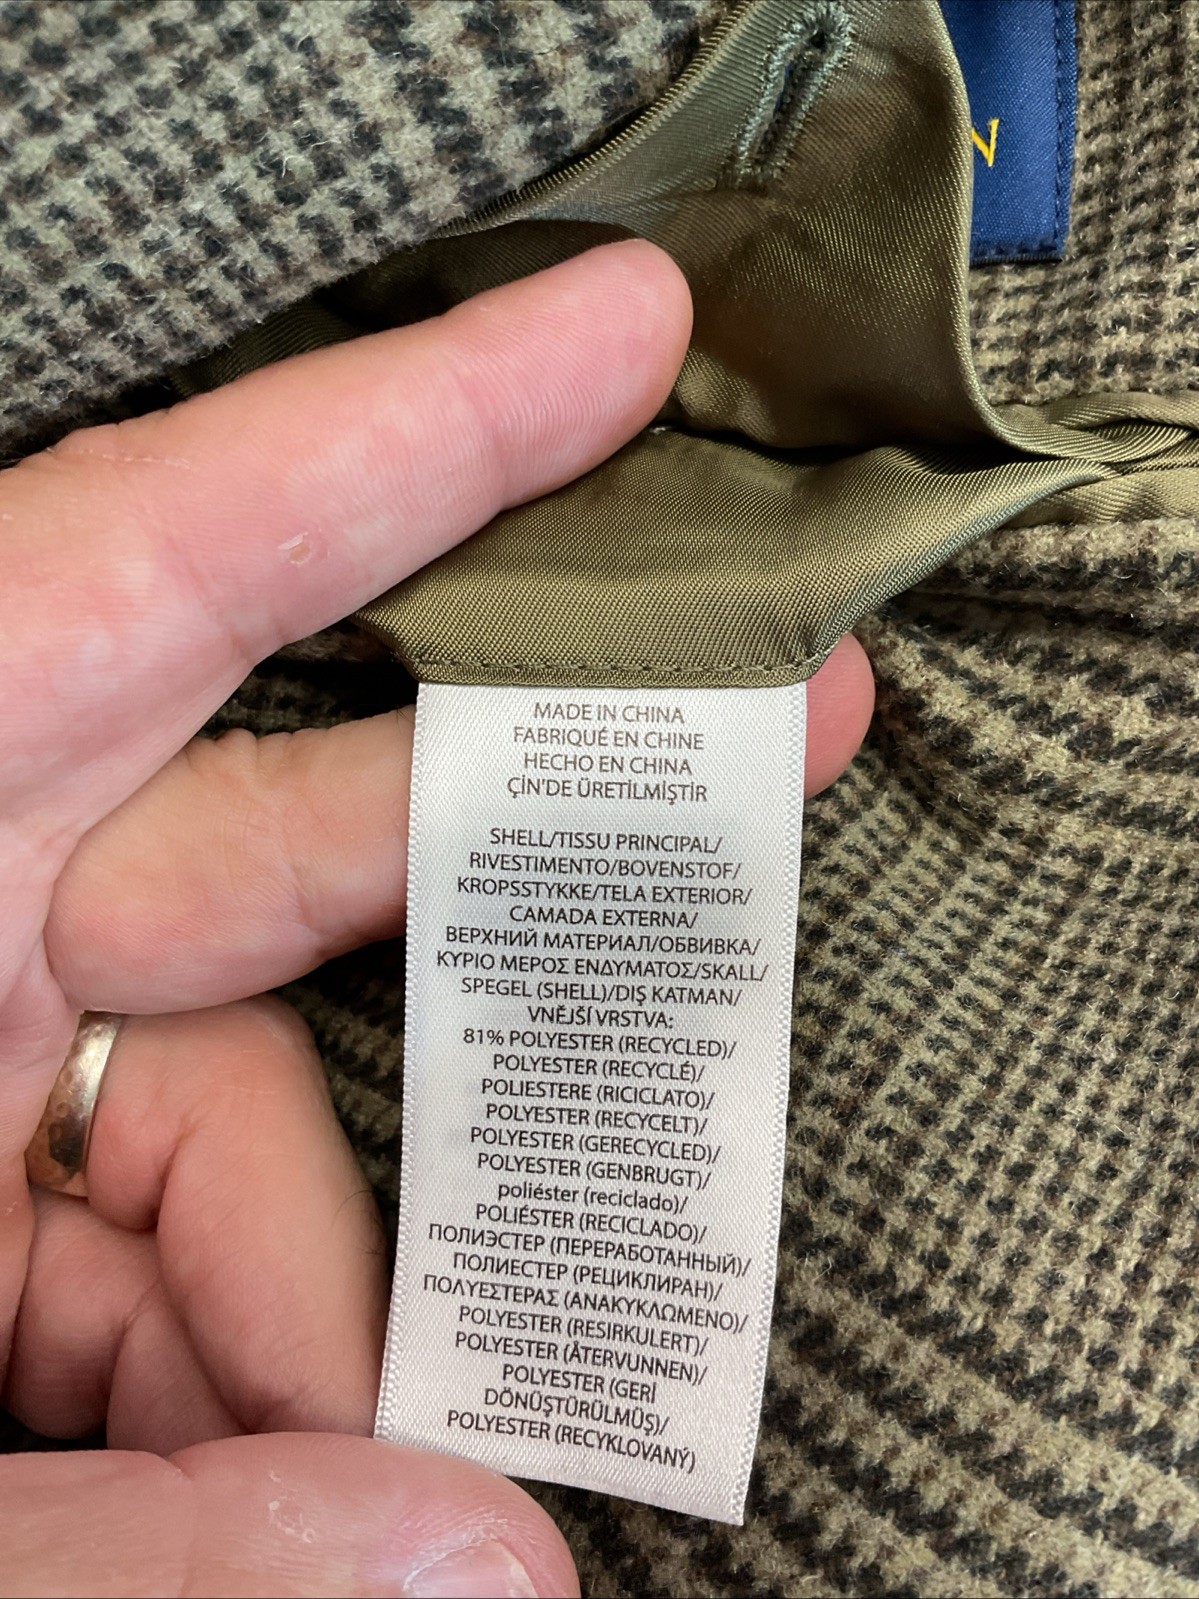 N
MADE IN CHINA
FABRIQUÉ EN CHINE
HECHO EN CHINA
ÇİN'DE ÜRETİLMİŞTİR
SHELL/TISSU PRINCIPAL/
RIVESTIMENTO/BOVENSTOF/
KROPSSTYKKE/TELA EXTERIOR/
CAMADA EXTERNA/
ВЕРХНИЙ МАТЕРИАЛ/ОБВИВКА/
ΚΥΡΙΟ ΜΕΡΟΣ ΕΝΔΥΜΑΤΟΣ/SKALL/
SPEGEL (SHELL)/DIŞ KATMAN/
VNĚJŠÍ VRSTVA:
81% POLYESTER (RECYCLED)/
POLYESTER (RECYCLÉ)/
POLIESTERE (RICICLATO)/
POLYESTER (RECYCELT)/
POLYESTER (GERECYCLED)/
POLYESTER (GENBRUGT)/
poliéster (reciclado)/
POLIÉSTER (RECICLADO)/
ПОЛИЭСТЕР (ПЕРЕРАБОТАННЫЙ)/
ПОЛИЕСТЕР (РЕЦИКЛИРАН)/
ΠΟΛΥΕΣΤΕΡΑΣ (ΑΝΑΚΥΚΛΩΜΕΝΟ)/
POLYESTER (RESIRKULERT)/
POLYESTER (ÅTERVUNNEN)/
POLYESTER (GERİ
DÖNÜŞTÜRÜLMÜŞ)/
POLYESTER (RECYKLOVANÝ)